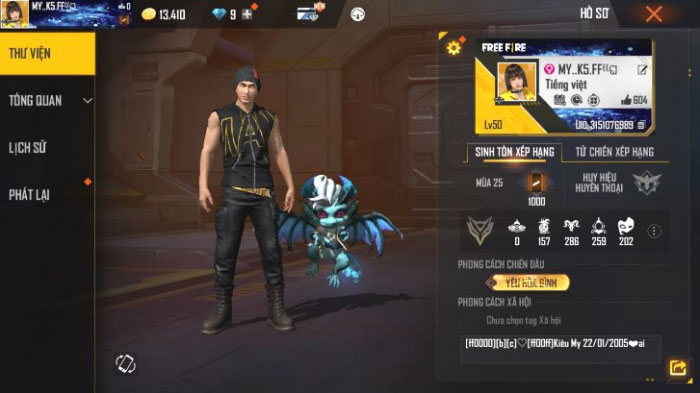 MY..K5.FF
13.410
9
HỒ SƠ
THƯ VIỆN
TỔNG QUAN
LỊCH SỬ
PHÁT LẠI
FREE FIRE
MY..K5.FF
Tiếng việt
604
Lv50
UID 3151076989
SINH TỒN XẾP HẠNG
TỬ CHIẾN XẾP HẠNG
MÙA 25
1000
HUY HIỆU
HUYỀN THOẠI
0 157 286 259 202
PHONG CÁCH CHIẾN ĐẤU
YÊU HÒA BÌNH
PHONG CÁCH XÃ HỘI
Chưa chọn tag Xã hội
[ff0000][b][c]♡[ff00ff]Kiều My 22/01/2005❤ai